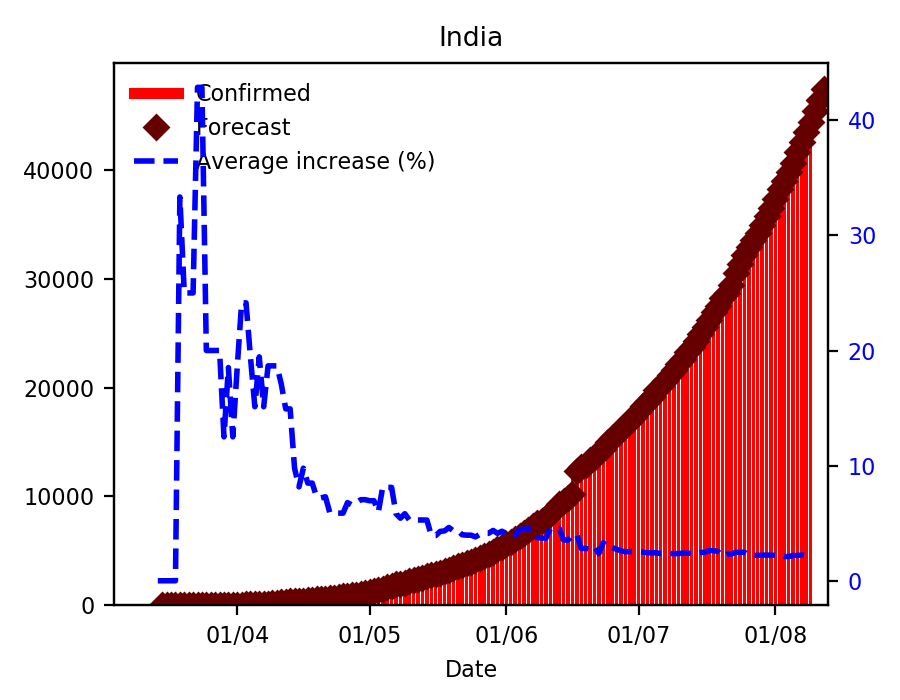 India
Confirmed
Forecast
Average increase (%)
40000
30000
20000
10000
0
40
30
20
10
0
01/04 01/05 01/06 01/07 01/08
Date